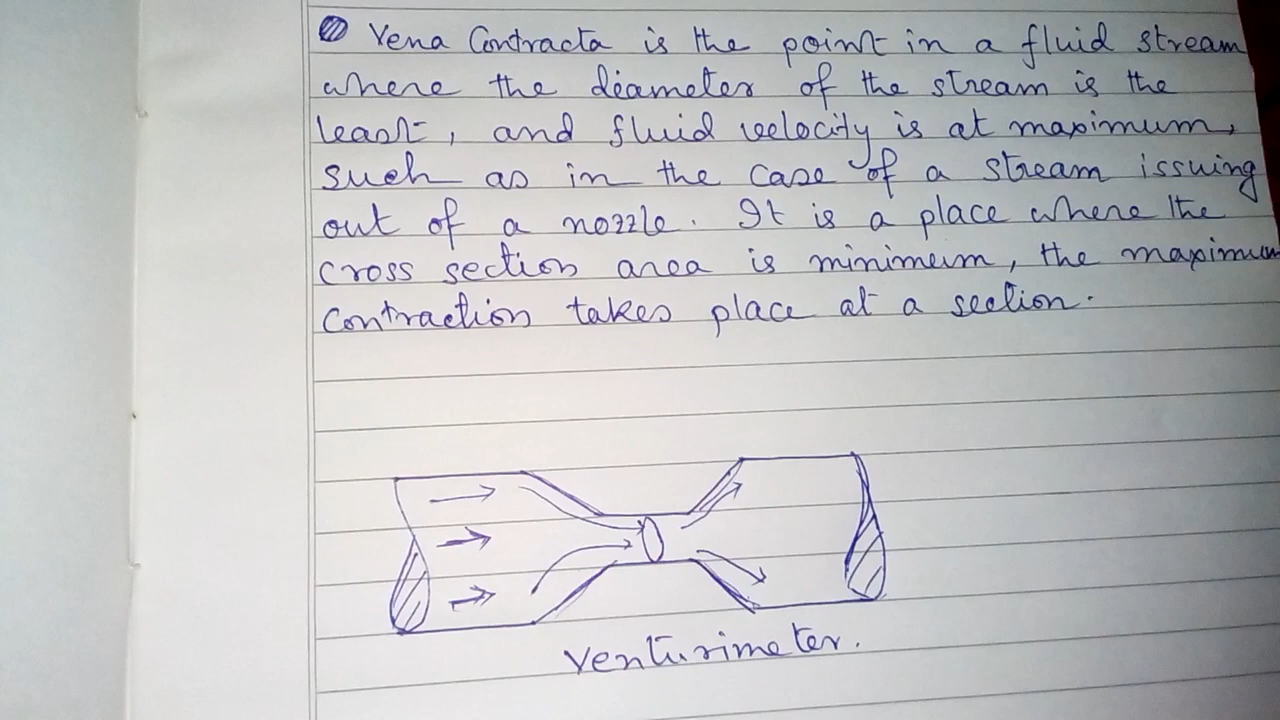 Vena Contracta is the point in a fluid stream
where the diameter of the stream is the
least, and fluid velocity is at maximum,
such as in the case of a stream issuing
out of a nozzle. It is a place where the
cross section area is minimum, the maximum
contraction takes place at a section.
Venturimeter.